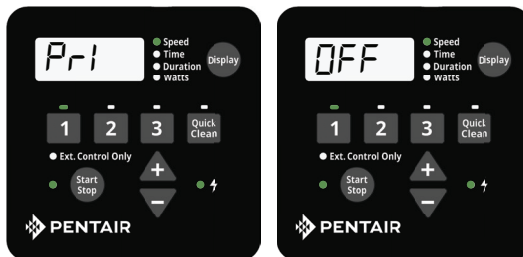 PrI
Speed
Time
Duration
Watts
Display
1 2 3 Quick Clean
Ext. Control Only
Start Stop
+
−
PENTAIR
OFF
Speed
Time
Duration
Watts
Display
1 2 3 Quick Clean
Ext. Control Only
Start Stop
+
−
PENTAIR